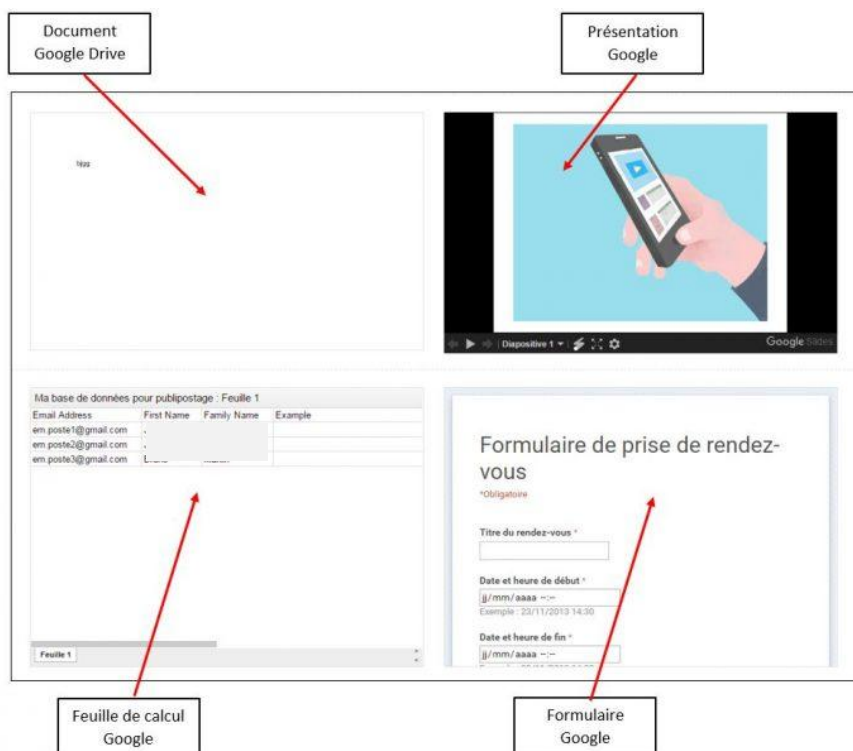 Document
Google Drive
Présentation
Google
Diapositive 1
Google Slides
Ma base de données pour publipostage : Feuille 1
Email Address First Name Family Name Example
em.poste1@gmail.com
em.poste2@gmail.com
em.poste3@gmail.com
Feuille 1
Formulaire de prise de rendez-
vous
*Obligatoire
Titre du rendez-vous *
Date et heure de début *
jj/mm/aaaa --:--
Exemple : 23/11/2013 14:30
Date et heure de fin *
jj/mm/aaaa --:--
Feuille de calcul
Google
Formulaire
Google